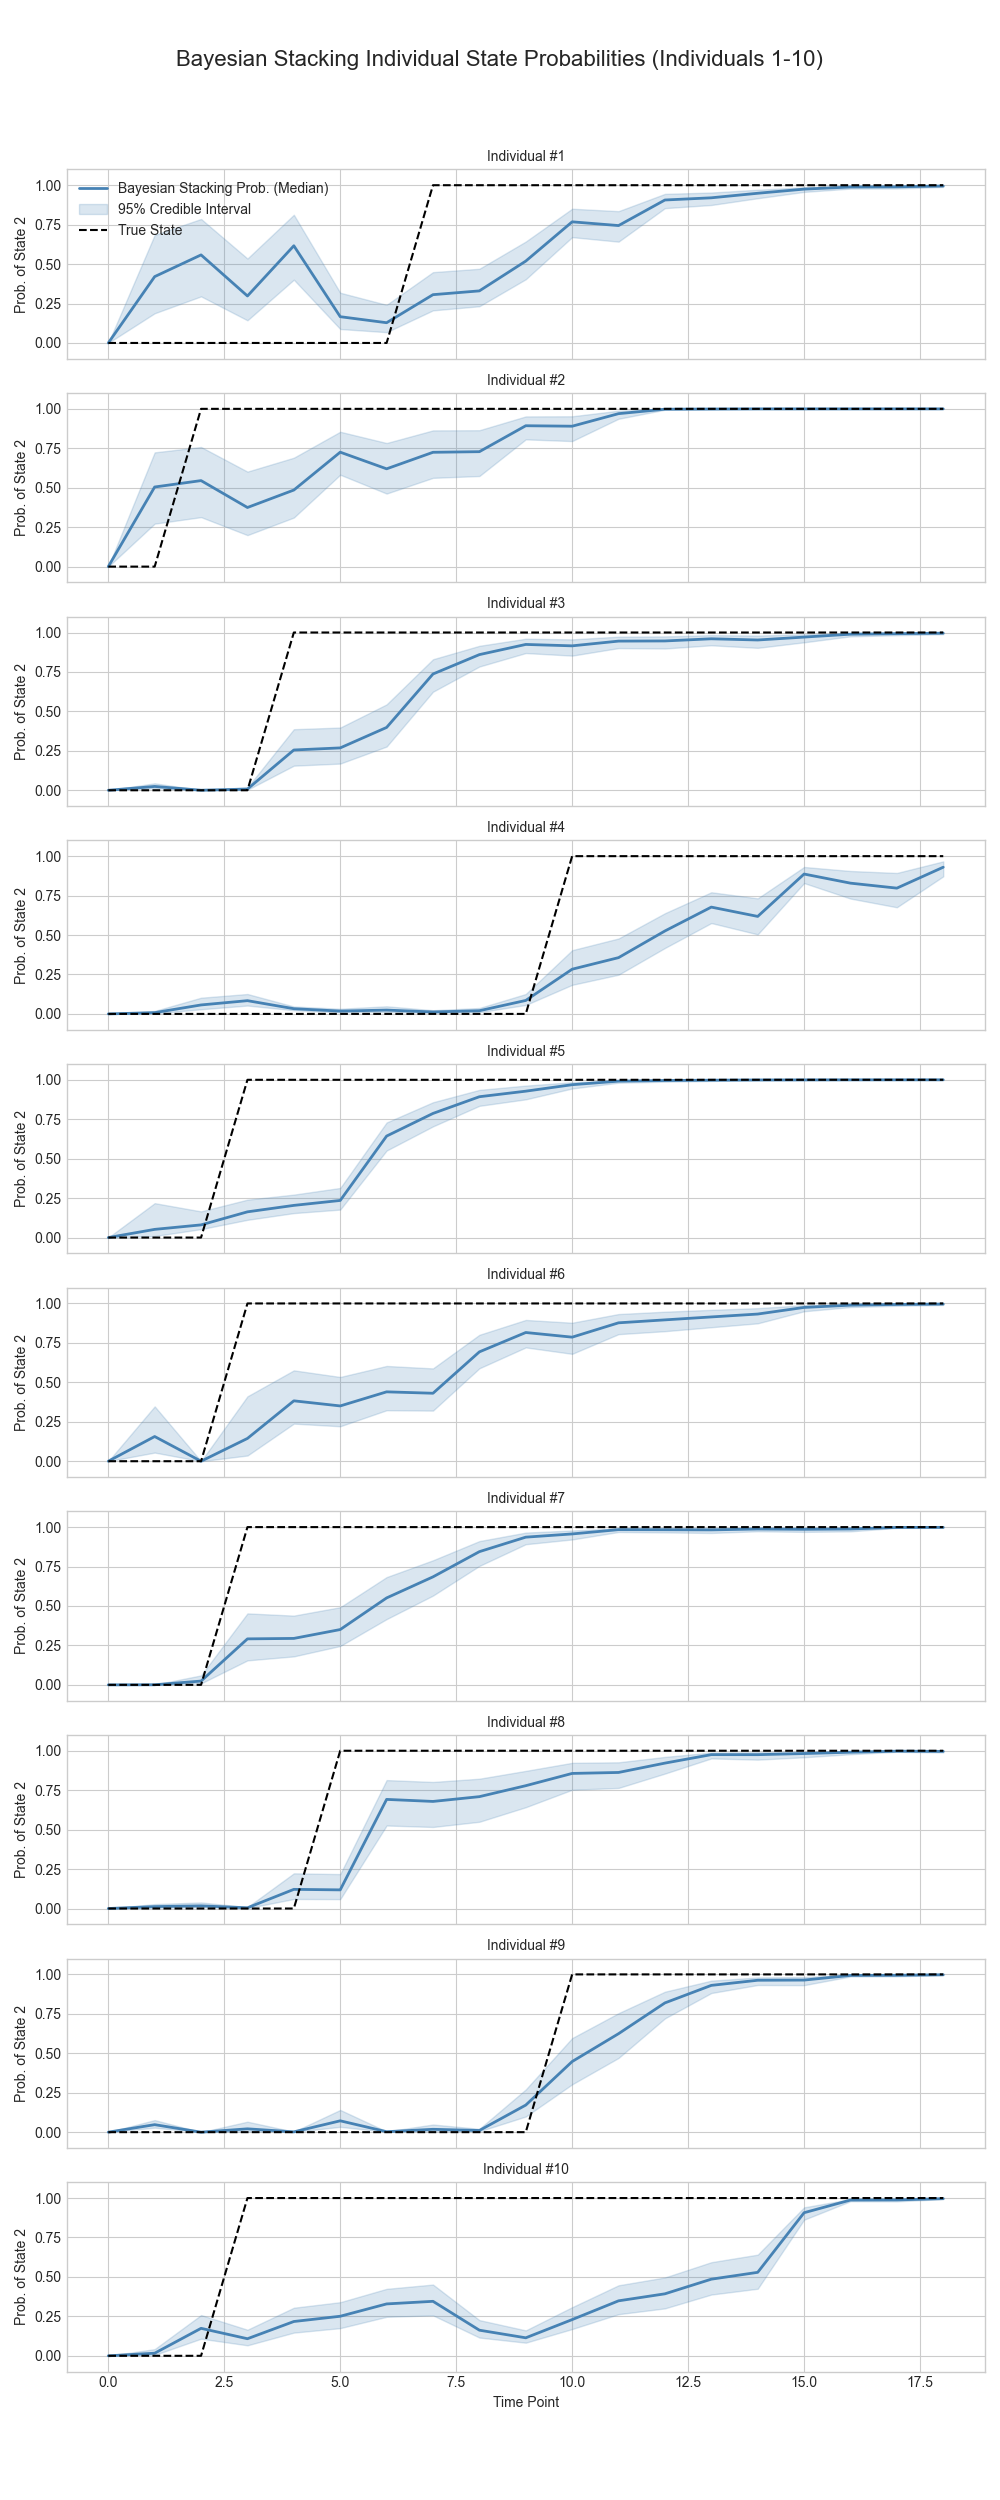 Bayesian Stacking Individual State Probabilities (Individuals 1-10)
Individual #1
Bayesian Stacking Prob. (Median)
95% Credible Interval
True State
1.00
0.75
0.50
0.25
0.00
Prob. of State 2
Individual #2
1.00
0.75
0.50
0.25
0.00
Prob. of State 2
Individual #3
1.00
0.75
0.50
0.25
0.00
Prob. of State 2
Individual #4
1.00
0.75
0.50
0.25
0.00
Prob. of State 2
Individual #5
1.00
0.75
0.50
0.25
0.00
Prob. of State 2
Individual #6
1.00
0.75
0.50
0.25
0.00
Prob. of State 2
Individual #7
1.00
0.75
0.50
0.25
0.00
Prob. of State 2
Individual #8
1.00
0.75
0.50
0.25
0.00
Prob. of State 2
Individual #9
1.00
0.75
0.50
0.25
0.00
Prob. of State 2
Individual #10
1.00
0.75
0.50
0.25
0.00
Prob. of State 2
0.0 2.5 5.0 7.5 10.0 12.5 15.0 17.5
Time Point